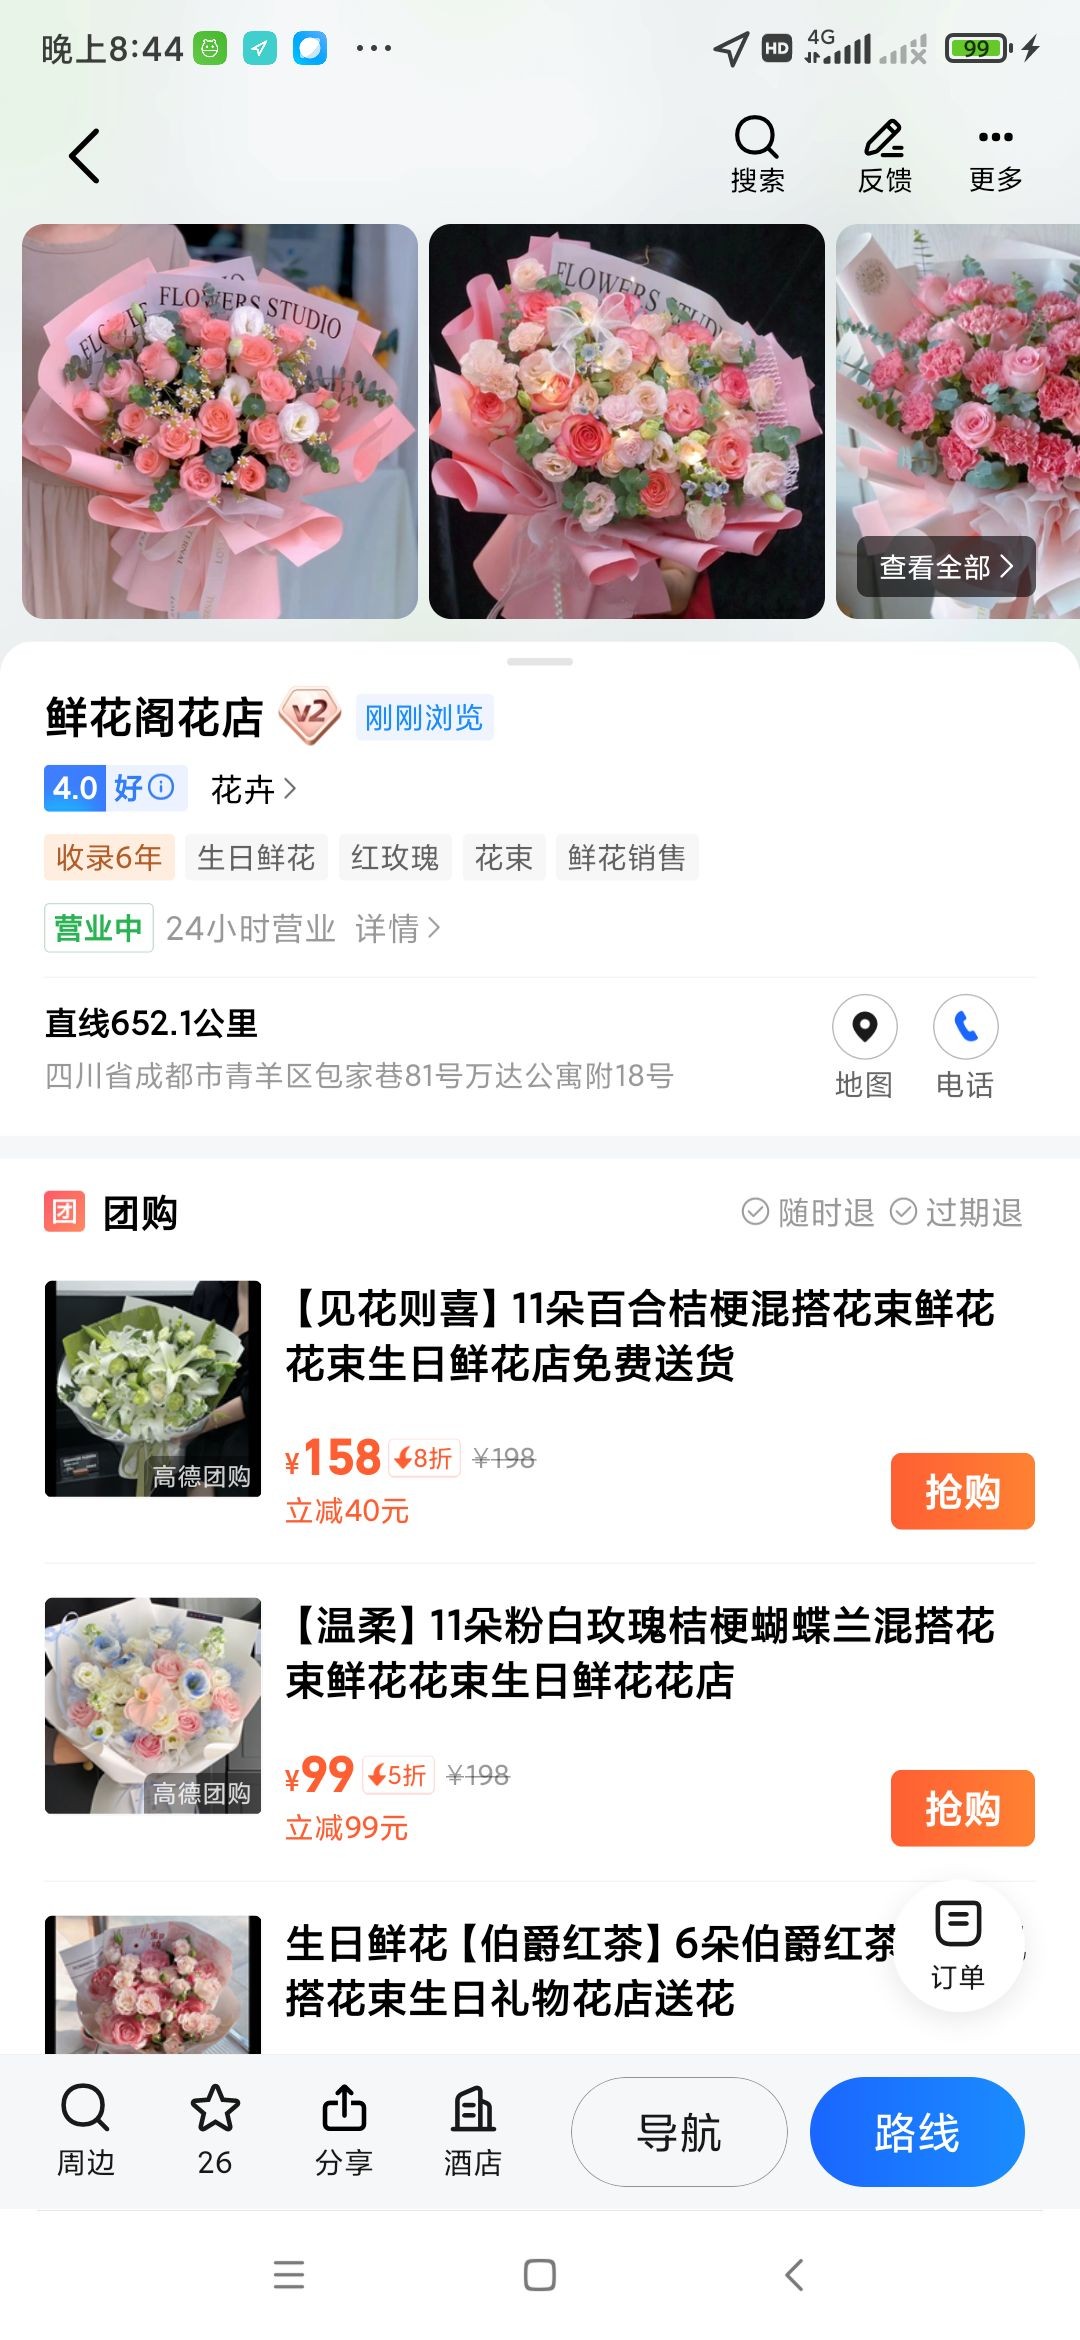 晚上8:44
HD
4G
99
搜索
反馈
更多
FLOWERS STUDIO
FLOWERS STUDIO
查看全部
鲜花阁花店
v2
刚刚浏览
4.0 好
花卉
收录6年
生日鲜花
红玫瑰
花束
鲜花销售
营业中 24小时营业 详情
直线652.1公里
四川省成都市青羊区包家巷81号万达公寓附18号
地图
电话
团 团购
随时退 过期退
【见花则喜】11朵百合桔梗混搭花束鲜花
花束生日鲜花店免费送货
高德团购
¥158 8折 ¥198
立减40元
抢购
【温柔】11朵粉白玫瑰桔梗蝴蝶兰混搭花
束鲜花花束生日鲜花花店
高德团购
¥99 5折 ¥198
立减99元
抢购
生日鲜花【伯爵红茶】6朵伯爵红茶
搭花束生日礼物花店送花
订单
周边
26
分享
酒店
导航
路线